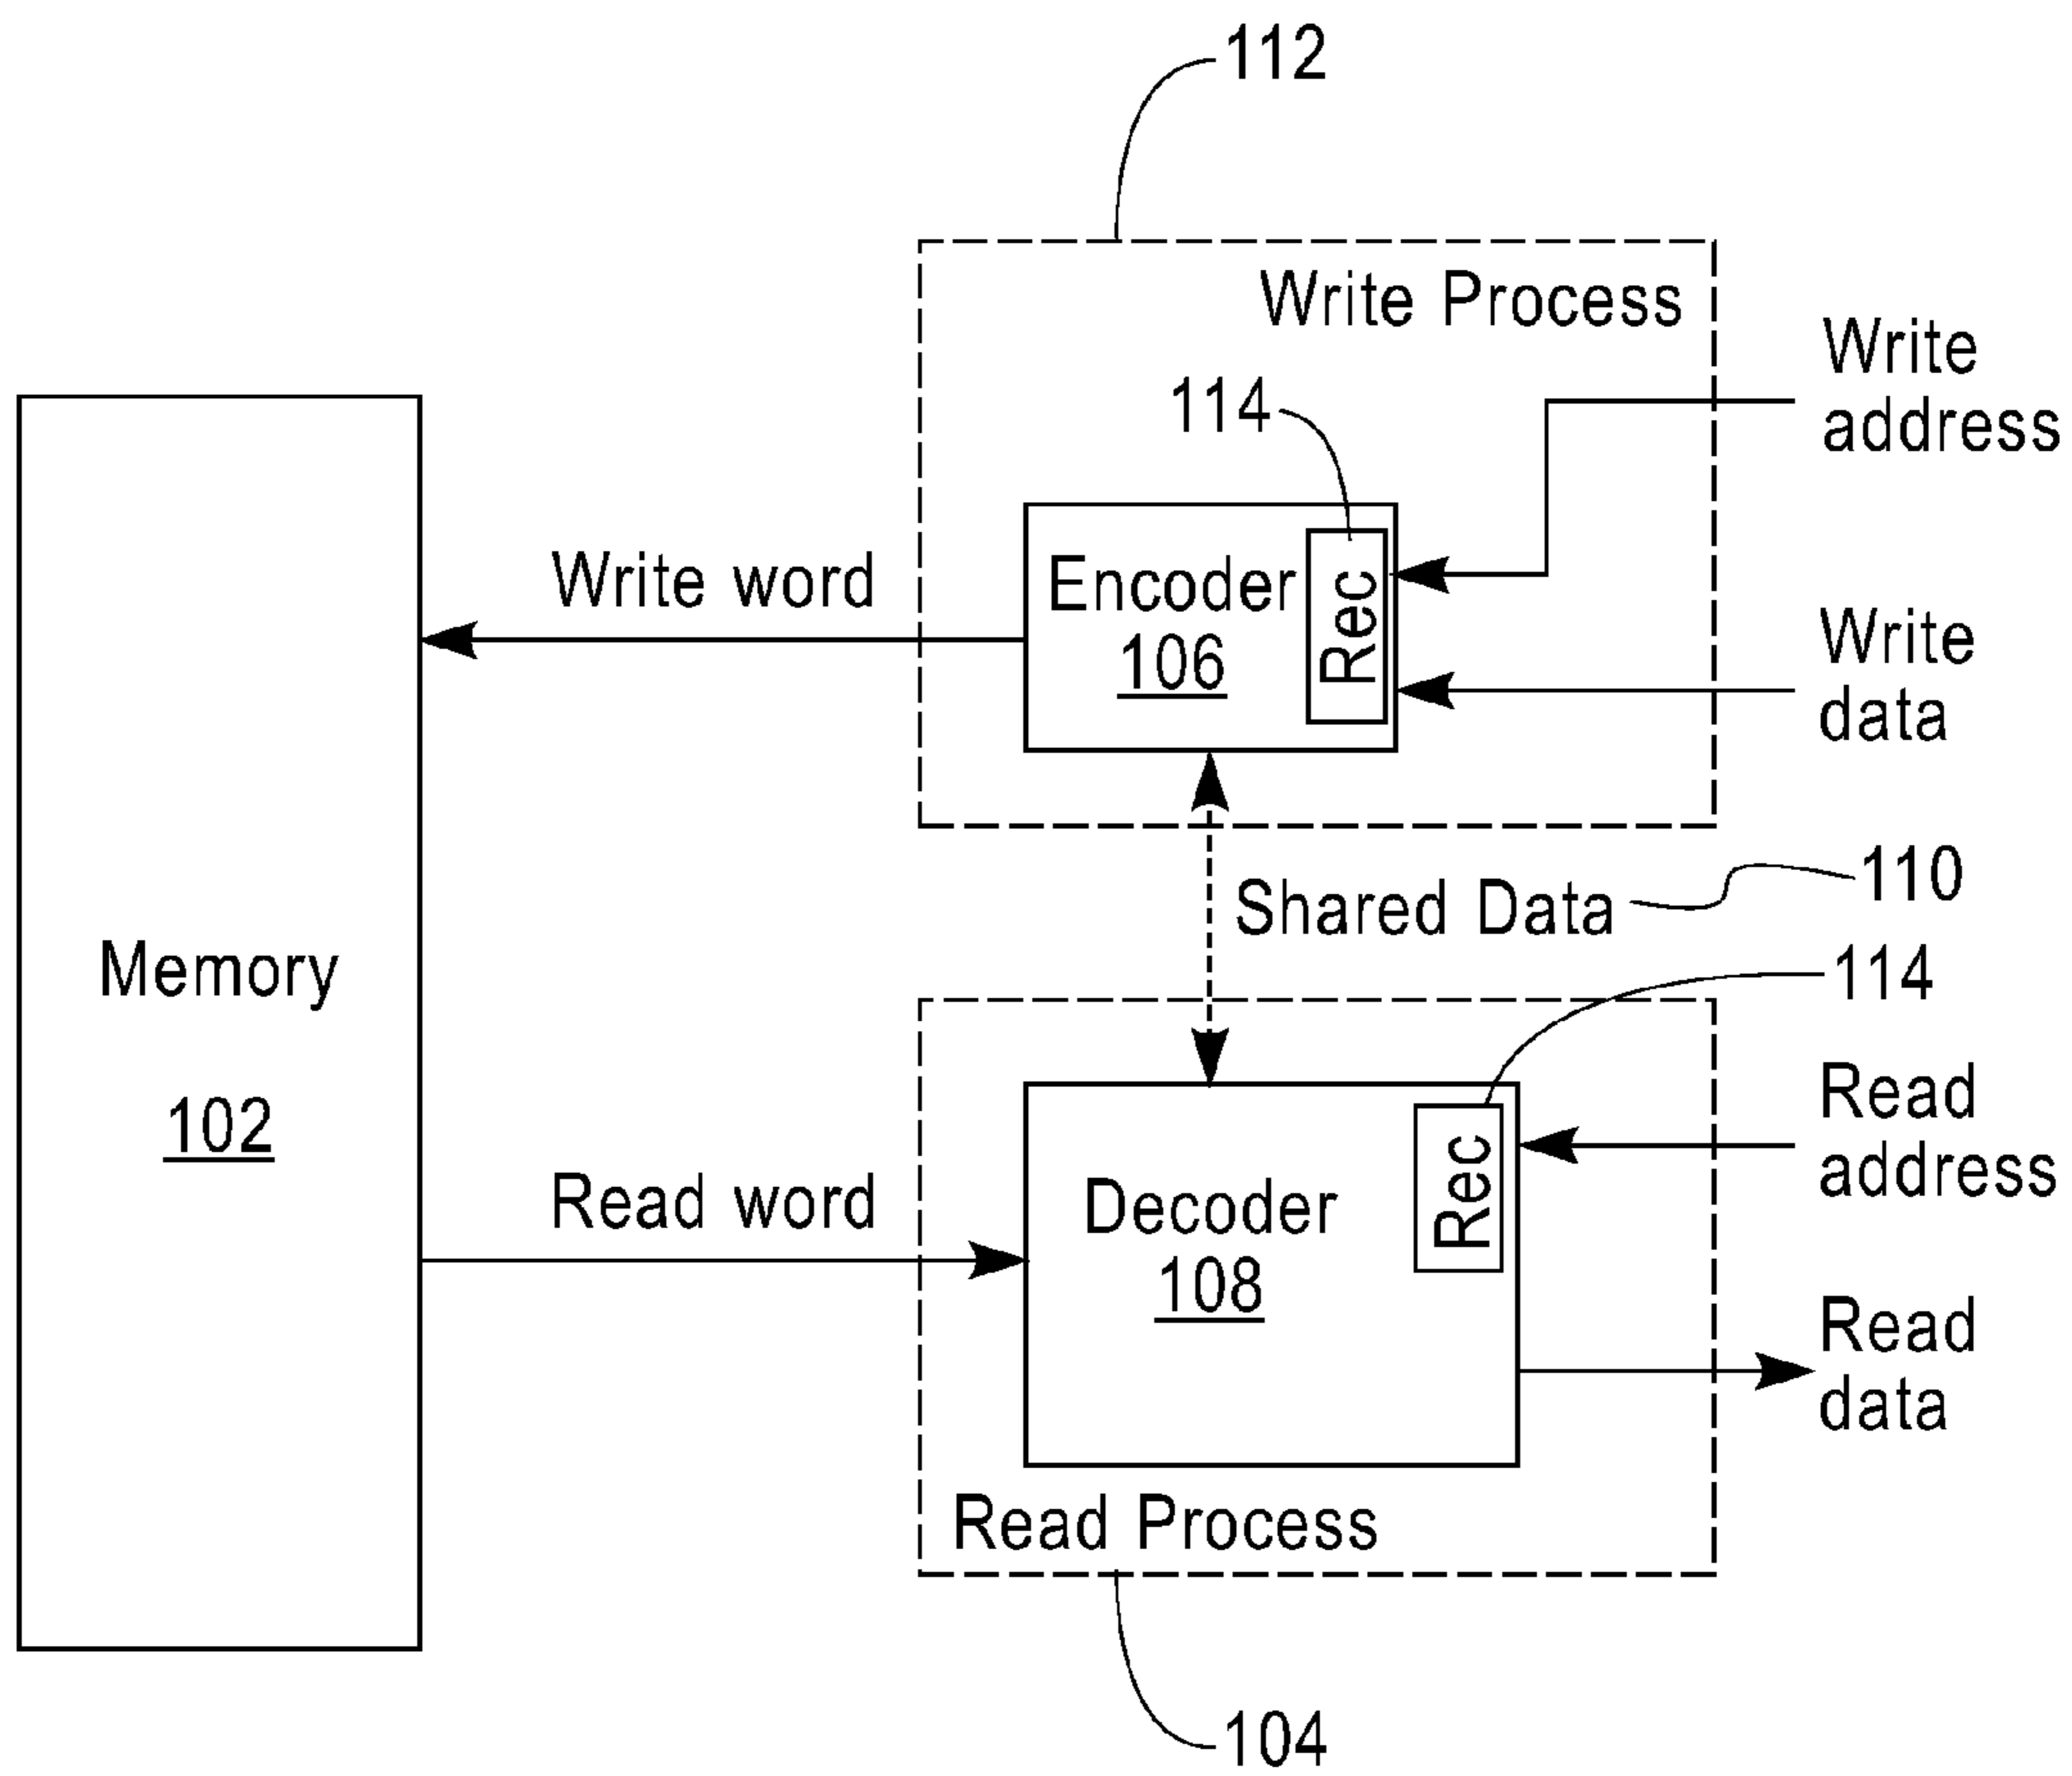 112
Write Process
Write
address
114
Encoder
106
Rec
Write word
Write
data
Shared Data
110
114
Memory
102
Read
address
Rec
Read word
Decoder
108
Read
data
Read Process
104